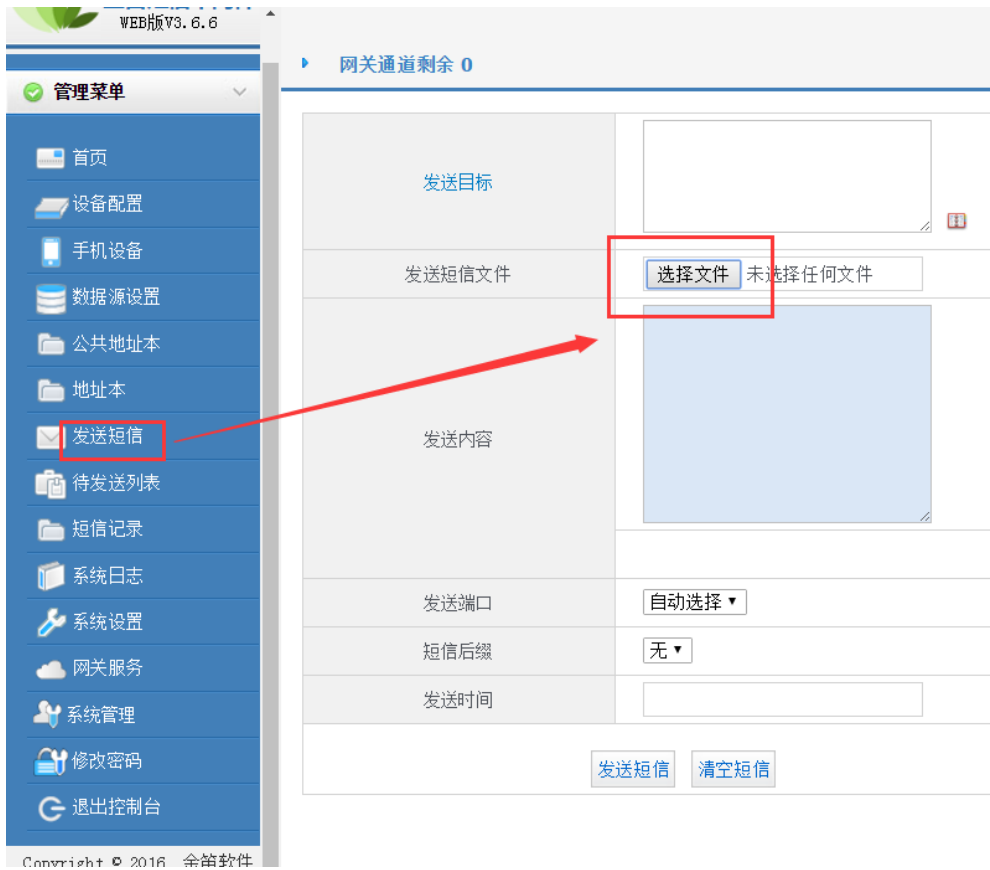 WEB版V3.6.6
管理菜单
首页
设备配置
手机设备
数据源设置
公共地址本
地址本
发送短信
待发送列表
短信记录
系统日志
系统设置
网关服务
系统管理
修改密码
退出控制台
Copyright © 2016 金笛软件
网关通道剩余 0
发送目标
发送短信文件
选择文件 未选择任何文件
发送内容
发送端口
自动选择
短信后缀
无
发送时间
发送短信 清空短信